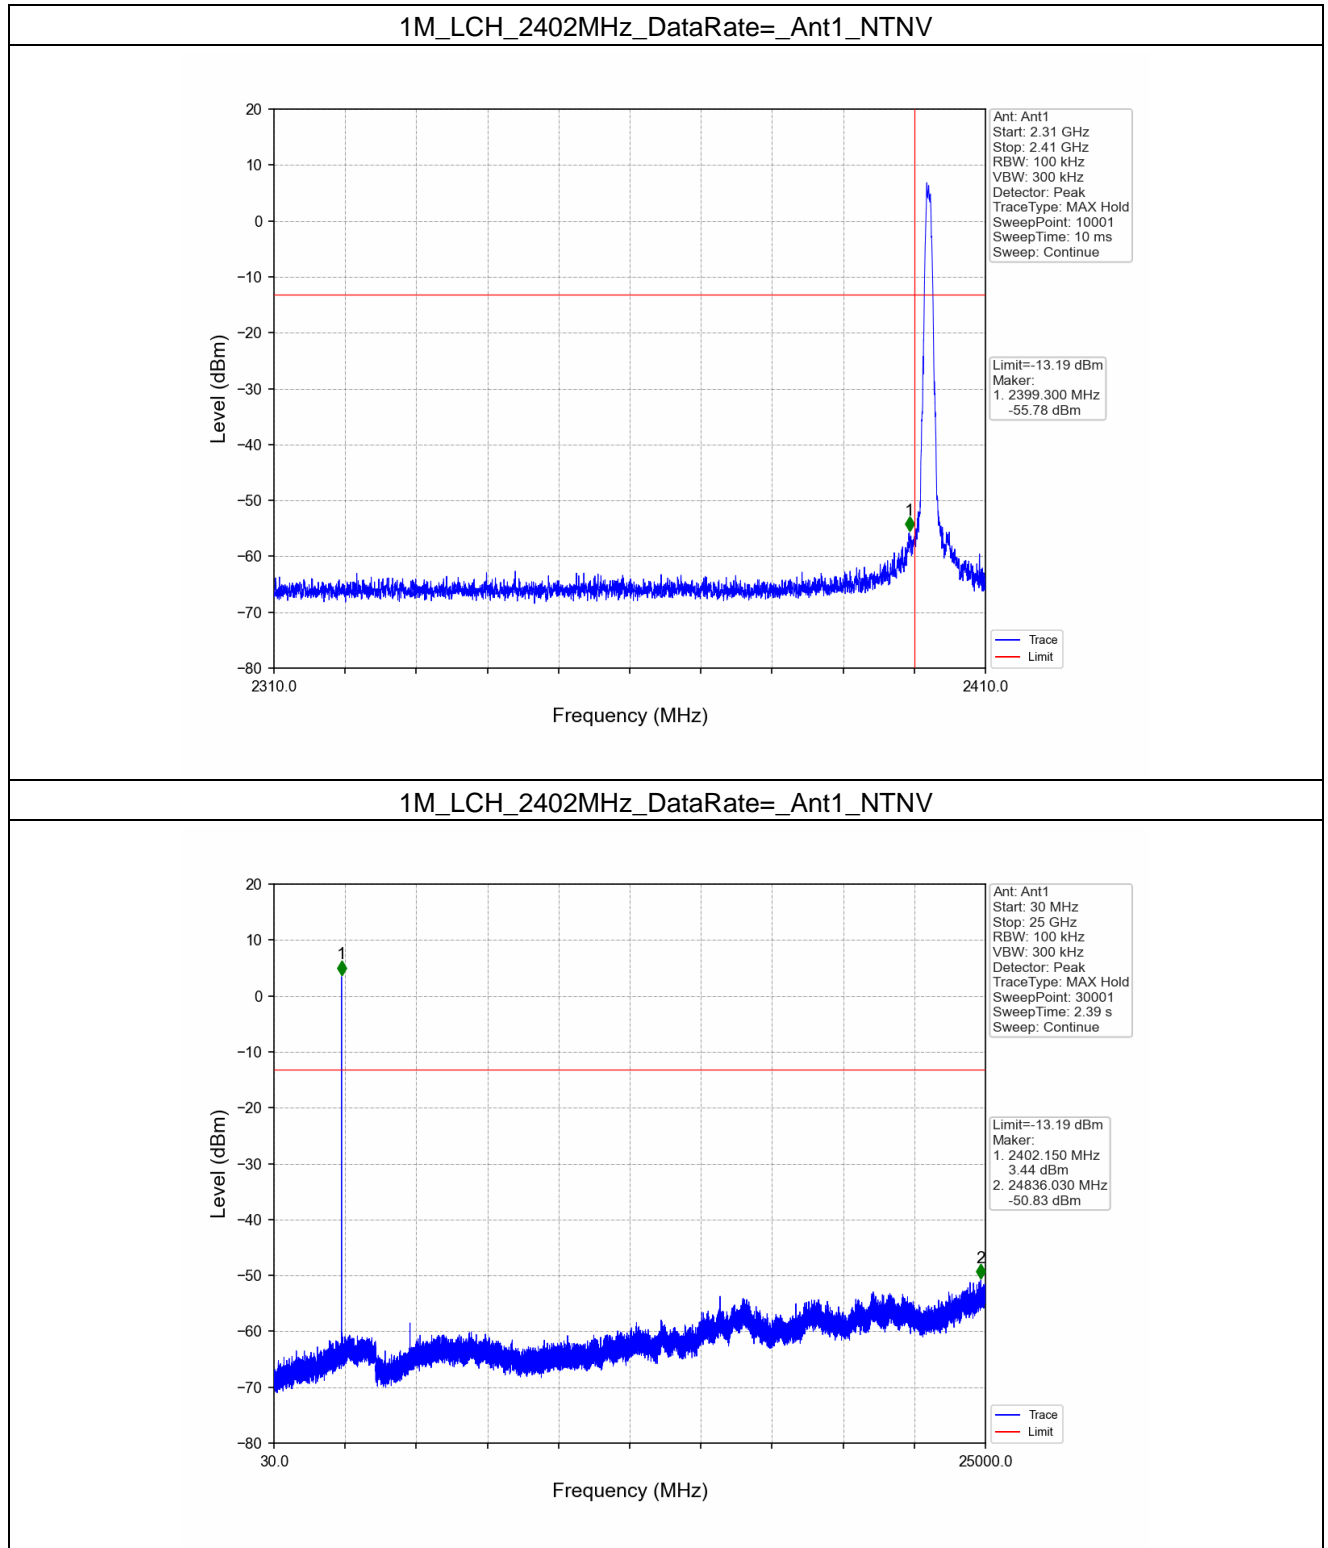 1M_LCH_2402MHz_DataRate=_Ant1_NTNV
20
10
0
−10
−20
−30
−40
−50
−60
−70
−80
Level (dBm)
1
2310.0
2410.0
Frequency (MHz)
Ant: Ant1
Start: 2.31 GHz
Stop: 2.41 GHz
RBW: 100 kHz
VBW: 300 kHz
Detector: Peak
TraceType: MAX Hold
SweepPoint: 10001
SweepTime: 10 ms
Sweep: Continue
Limit=-13.19 dBm
Maker:
1. 2399.300 MHz
-55.78 dBm
Trace
Limit
1M_LCH_2402MHz_DataRate=_Ant1_NTNV
20
10
0
−10
−20
−30
−40
−50
−60
−70
−80
Level (dBm)
1
2
30.0
25000.0
Frequency (MHz)
Ant: Ant1
Start: 30 MHz
Stop: 25 GHz
RBW: 100 kHz
VBW: 300 kHz
Detector: Peak
TraceType: MAX Hold
SweepPoint: 30001
SweepTime: 2.39 s
Sweep: Continue
Limit=-13.19 dBm
Maker:
1. 2402.150 MHz
3.44 dBm
2. 24836.030 MHz
-50.83 dBm
Trace
Limit